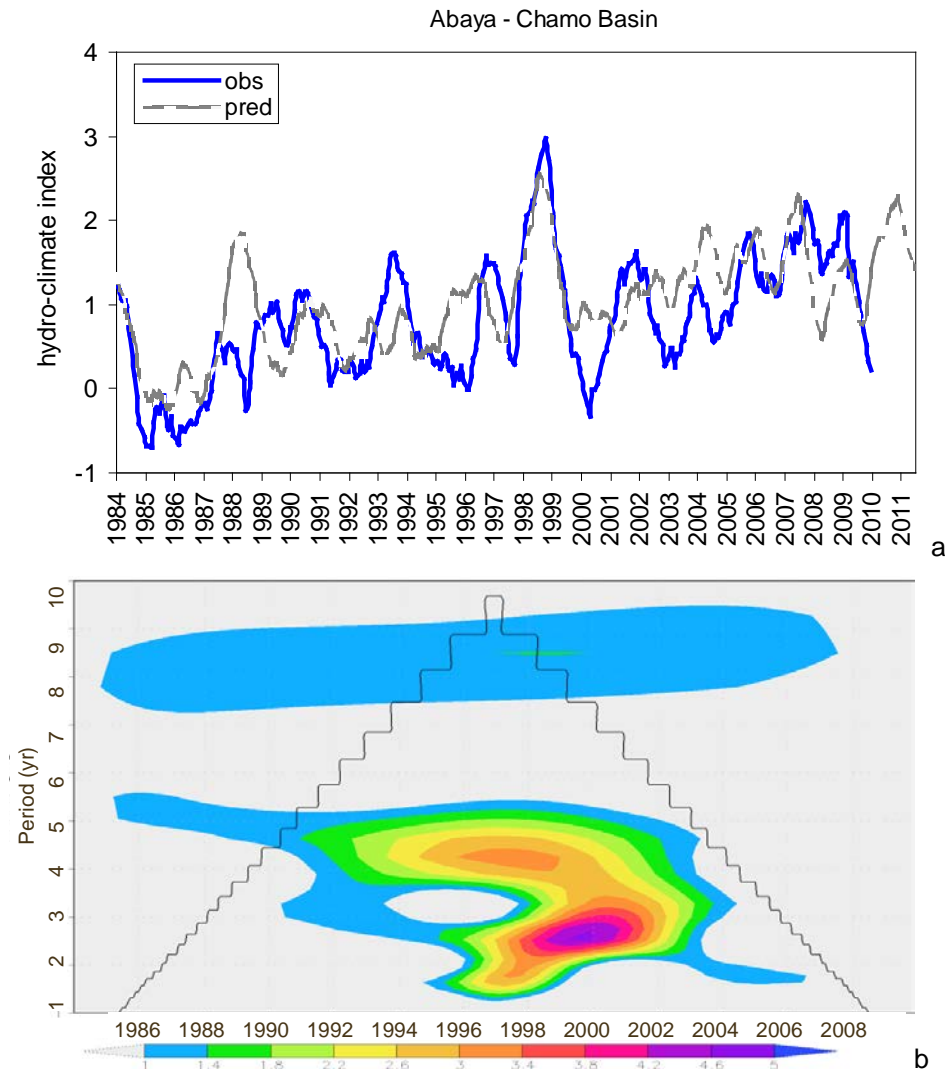 Abaya - Chamo Basin
4
obs
pred
3
2
1
0
-1
hydro-climate index
1984 1985 1986 1987 1988 1989 1990 1991 1992 1993 1994 1995 1996 1997 1998 1999 2000 2001 2002 2003 2004 2005 2006 2007 2008 2009 2010 2011
a
10
9
8
7
6
5
4
3
2
1
Period (yr)
1986 1988 1990 1992 1994 1996 1998 2000 2002 2004 2006 2008
1 1.4 1.8 2.2 2.6 3 3.4 3.8 4.2 4.6 5
b